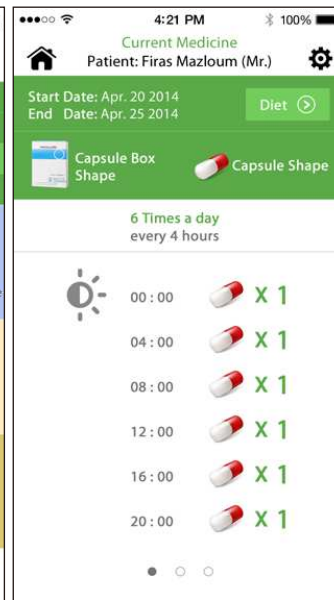 4:21 PM
100%
Current Medicine
Patient: Firas Mazloum (Mr.)
Start Date: Apr. 20 2014
End Date: Apr. 25 2014
Diet
Capsule Box
Shape
Capsule Shape
6 Times a day
every 4 hours
00 : 00 X 1
04 : 00 X 1
08 : 00 X 1
12 : 00 X 1
16 : 00 X 1
20 : 00 X 1